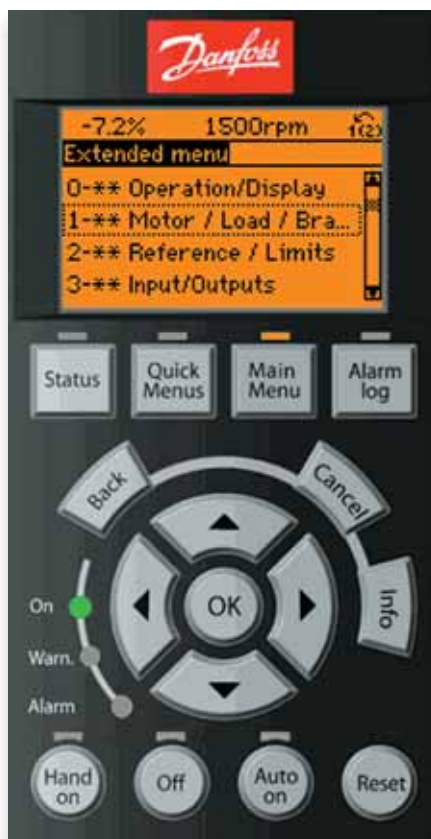 Danfoss
-7.2% 1500rpm 1(2)
Extended menu
0-** Operation/Display
1-** Motor / Load / Bra...
2-** Reference / Limits
3-** Input/Outputs
Status
Quick
Menus
Main
Menu
Alarm
log
Back
Cancel
Info
OK
On
Warn.
Alarm
Hand
on
Off
Auto
on
Reset